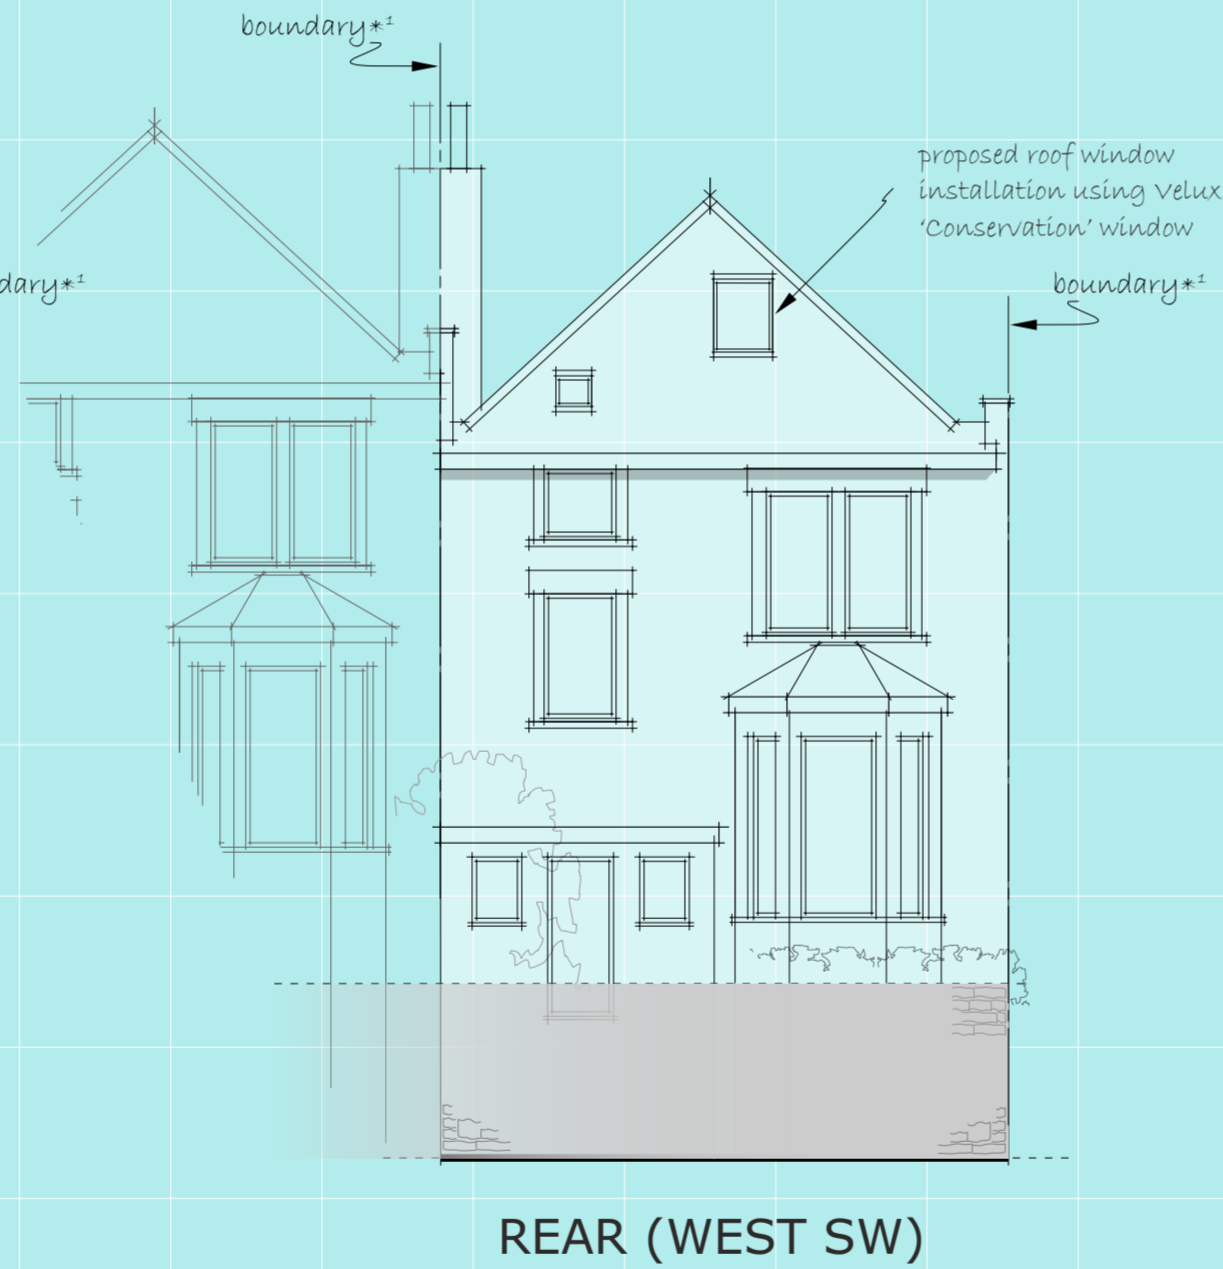 boundary*¹
proposed roof window
installation using Velux
'Conservation' window
dary*¹
boundary*¹
REAR (WEST SW)